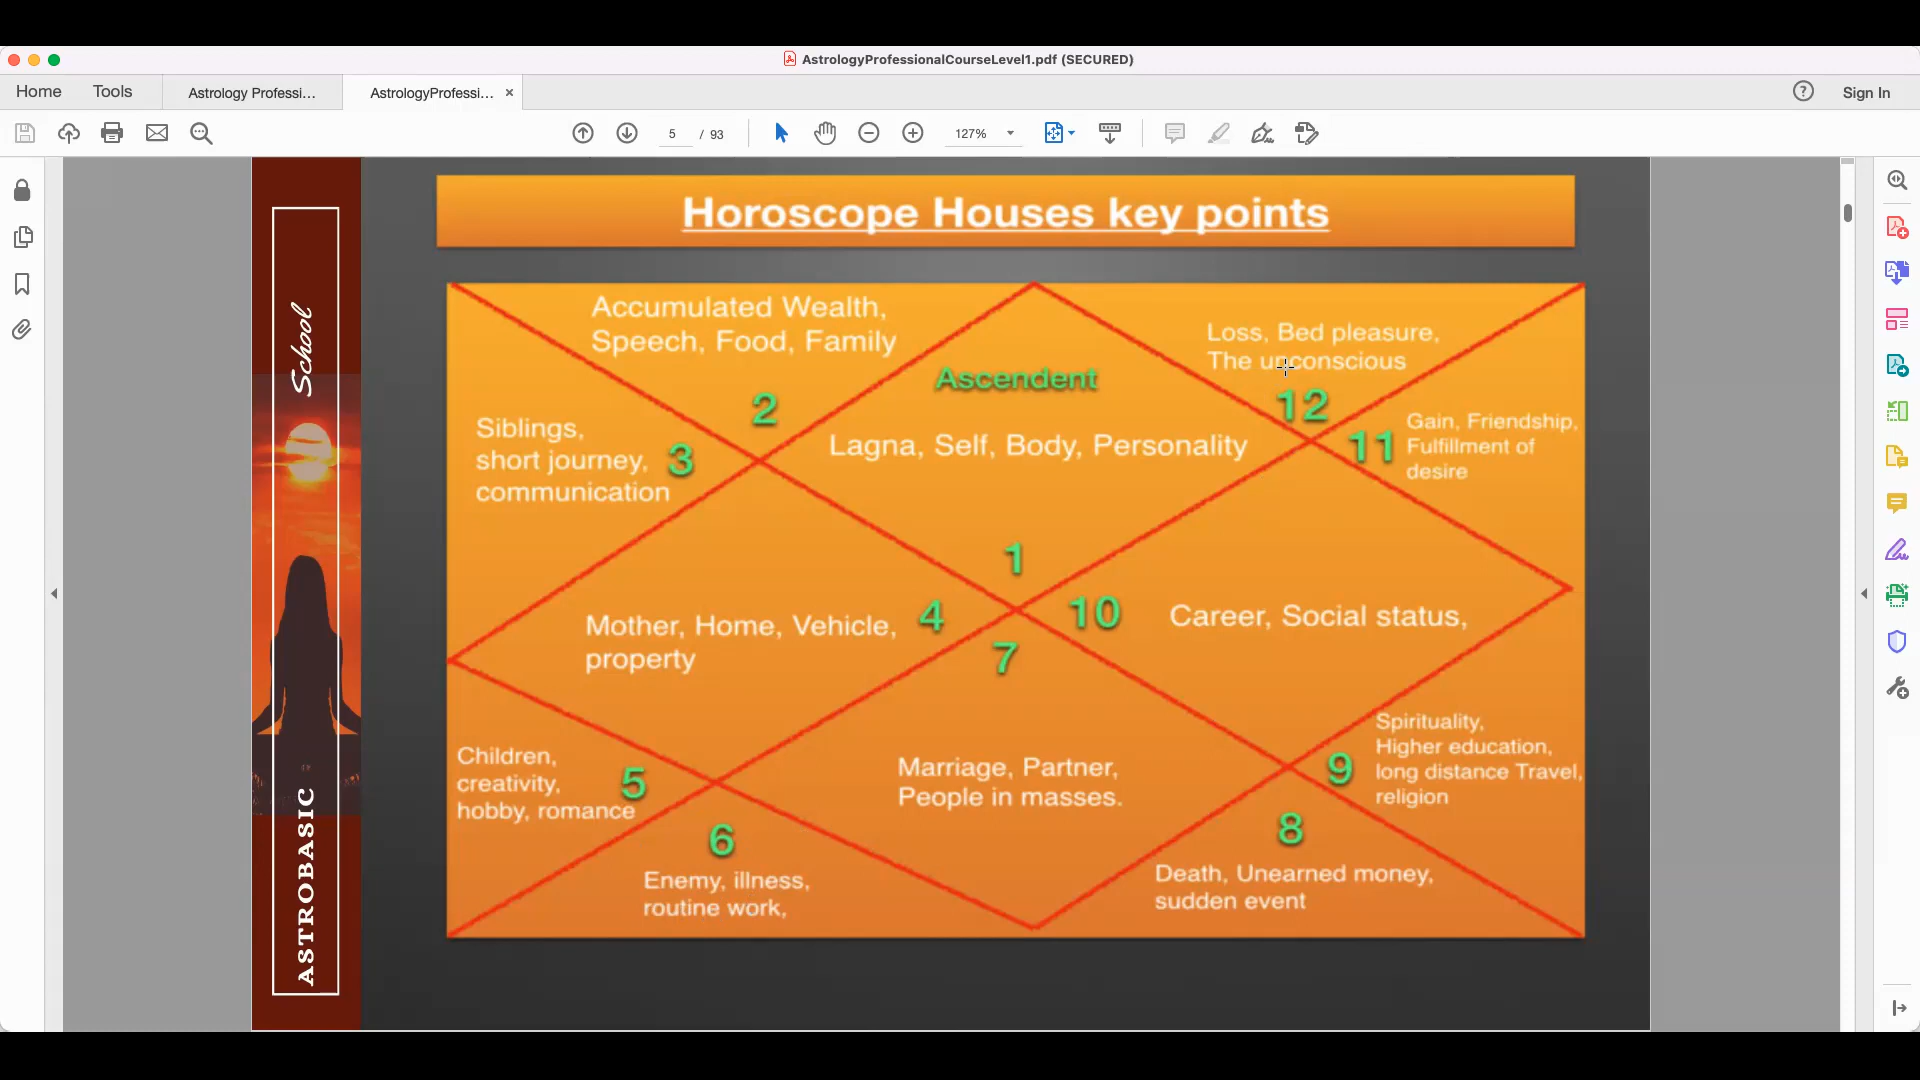 AstrologyProfessionalCourseLevel1.pdf (SECURED)
Home
Tools
Astrology Professi...
AstrologyProfessi...
Sign In
5
/ 93
127%
School
ASTROBASIC
Horoscope Houses key points
Accumulated Wealth,
Speech, Food, Family
2
Ascendent
Lagna, Self, Body, Personality
1
Loss, Bed pleasure,
The unconscious
12
Siblings,
short journey,
communication
3
11
Gain, Friendship,
Fulfillment of
desire
Mother, Home, Vehicle,
property
4
10
Career, Social status,
7
Marriage, Partner,
People in masses.
Children,
creativity,
hobby, romance
5
9
Spirituality,
Higher education,
long distance Travel,
religion
6
Enemy, illness,
routine work,
8
Death, Unearned money,
sudden event